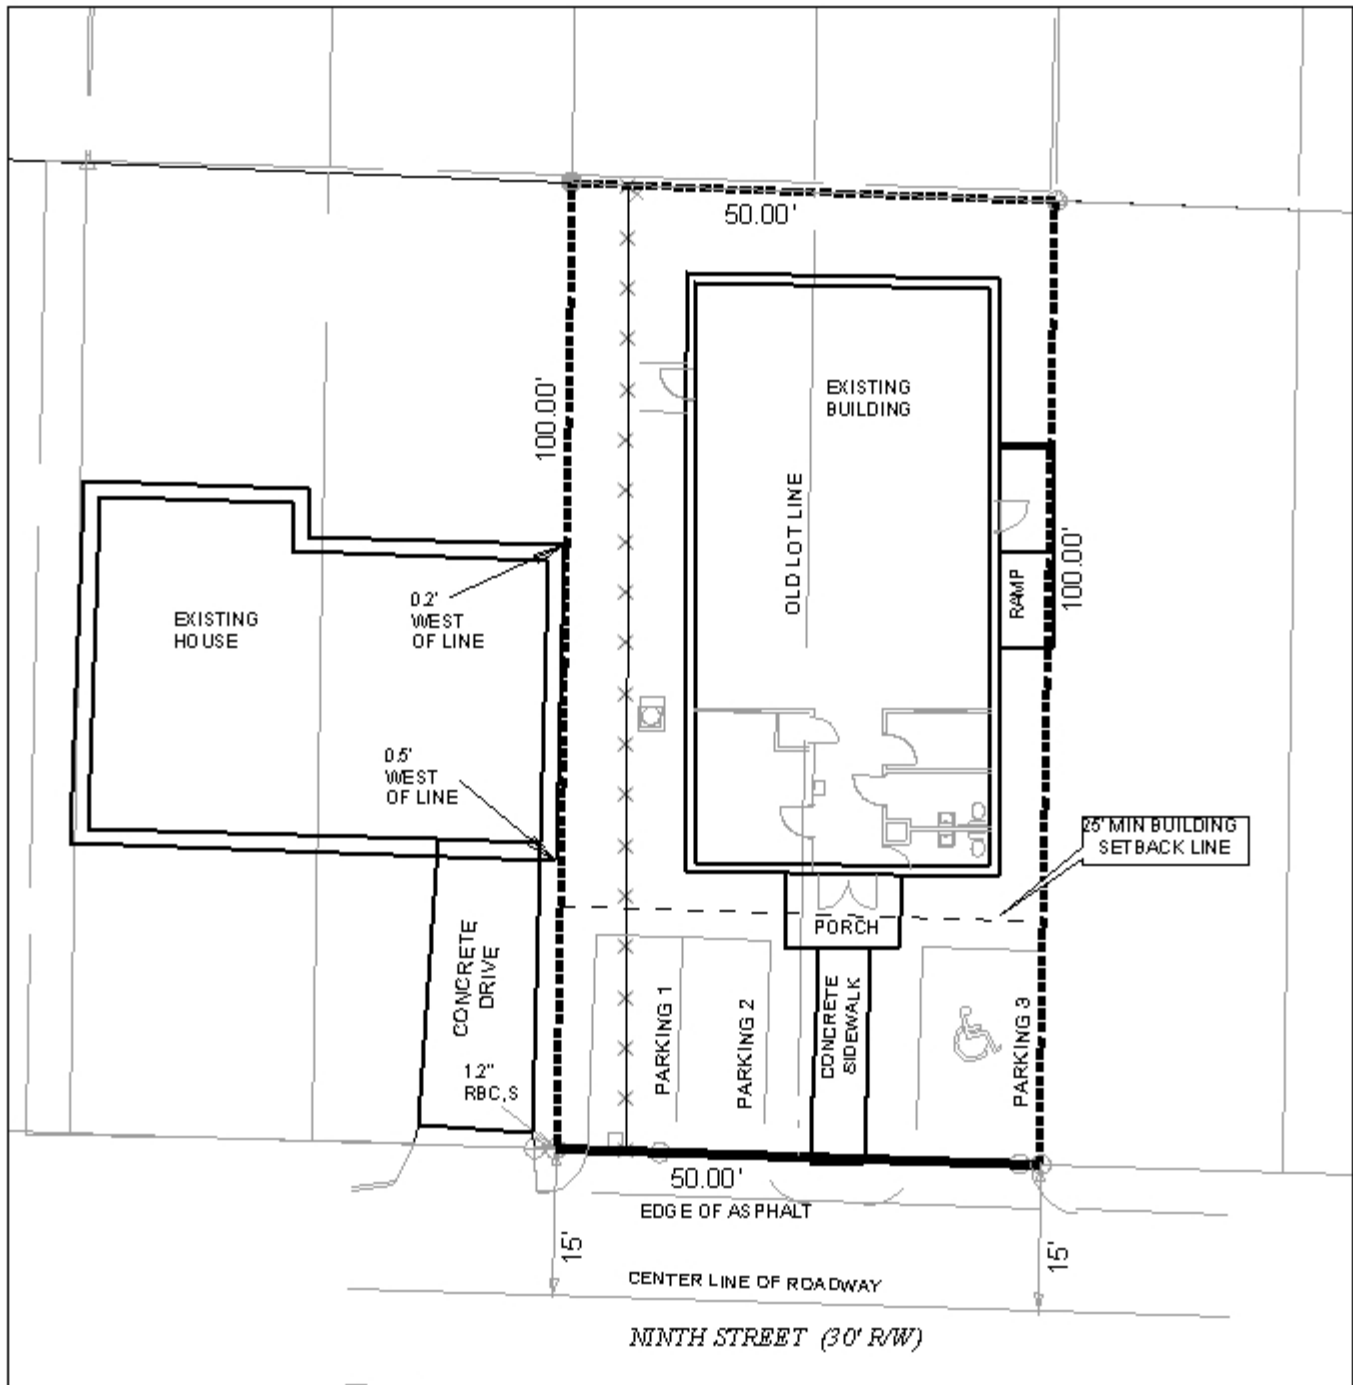 50.00'
100.00'
EXISTING
BUILDING
OLD LOT LINE
RAMP
100.00'
0.2'
WEST
OF LINE
EXISTING
HOUSE
0.5'
WEST
OF LINE
25' MIN BUILDING
SETBACK LINE
PORCH
CONCRETE
DRIVE
PARKING 1
PARKING 2
CONCRETE
SIDEWALK
PARKING 3
1.2"
RBC,S
50.00'
EDGE OF ASPHALT
15'
15'
CENTER LINE OF ROADWAY
NINTH STREET (30' R/W)